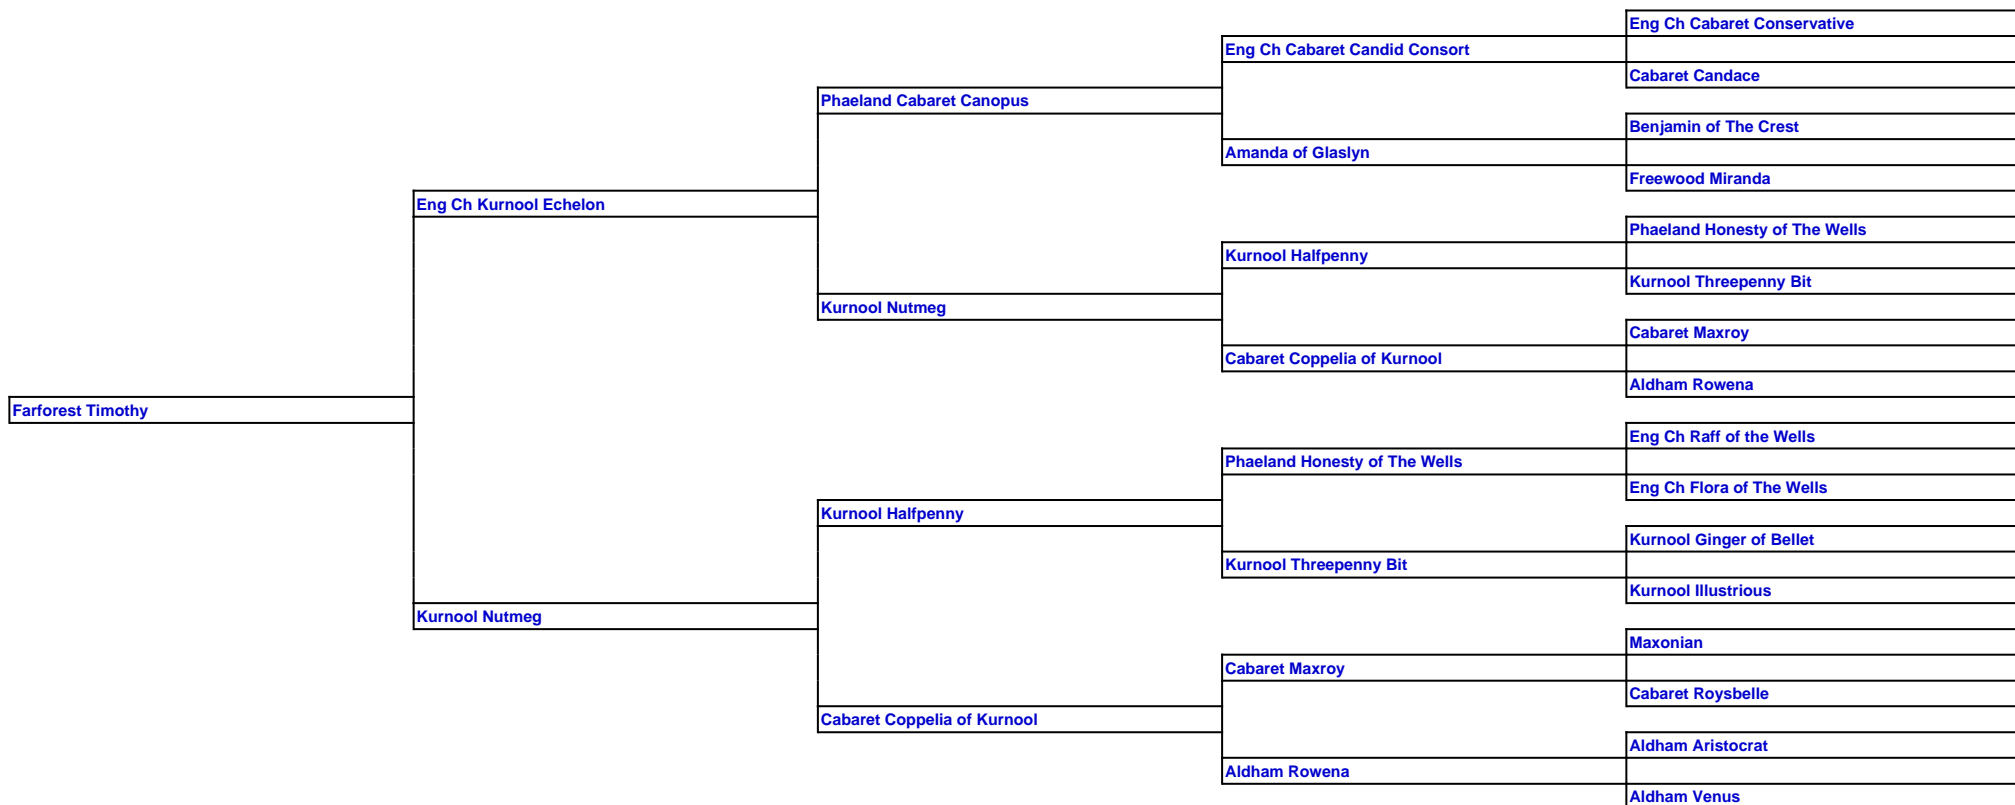 Eng Ch Cabaret Conservative
Eng Ch Cabaret Candid Consort
Cabaret Candace
Phaeland Cabaret Canopus
Benjamin of The Crest
Amanda of Glaslyn
Freewood Miranda
Eng Ch Kurnool Echelon
Phaeland Honesty of The Wells
Kurnool Halfpenny
Kurnool Threepenny Bit
Kurnool Nutmeg
Cabaret Maxroy
Cabaret Coppelia of Kurnool
Aldham Rowena
Farforest Timothy
Eng Ch Raff of the Wells
Phaeland Honesty of The Wells
Eng Ch Flora of The Wells
Kurnool Halfpenny
Kurnool Ginger of Bellet
Kurnool Threepenny Bit
Kurnool Illustrious
Kurnool Nutmeg
Maxonian
Cabaret Maxroy
Cabaret Roysbelle
Cabaret Coppelia of Kurnool
Aldham Aristocrat
Aldham Rowena
Aldham Venus